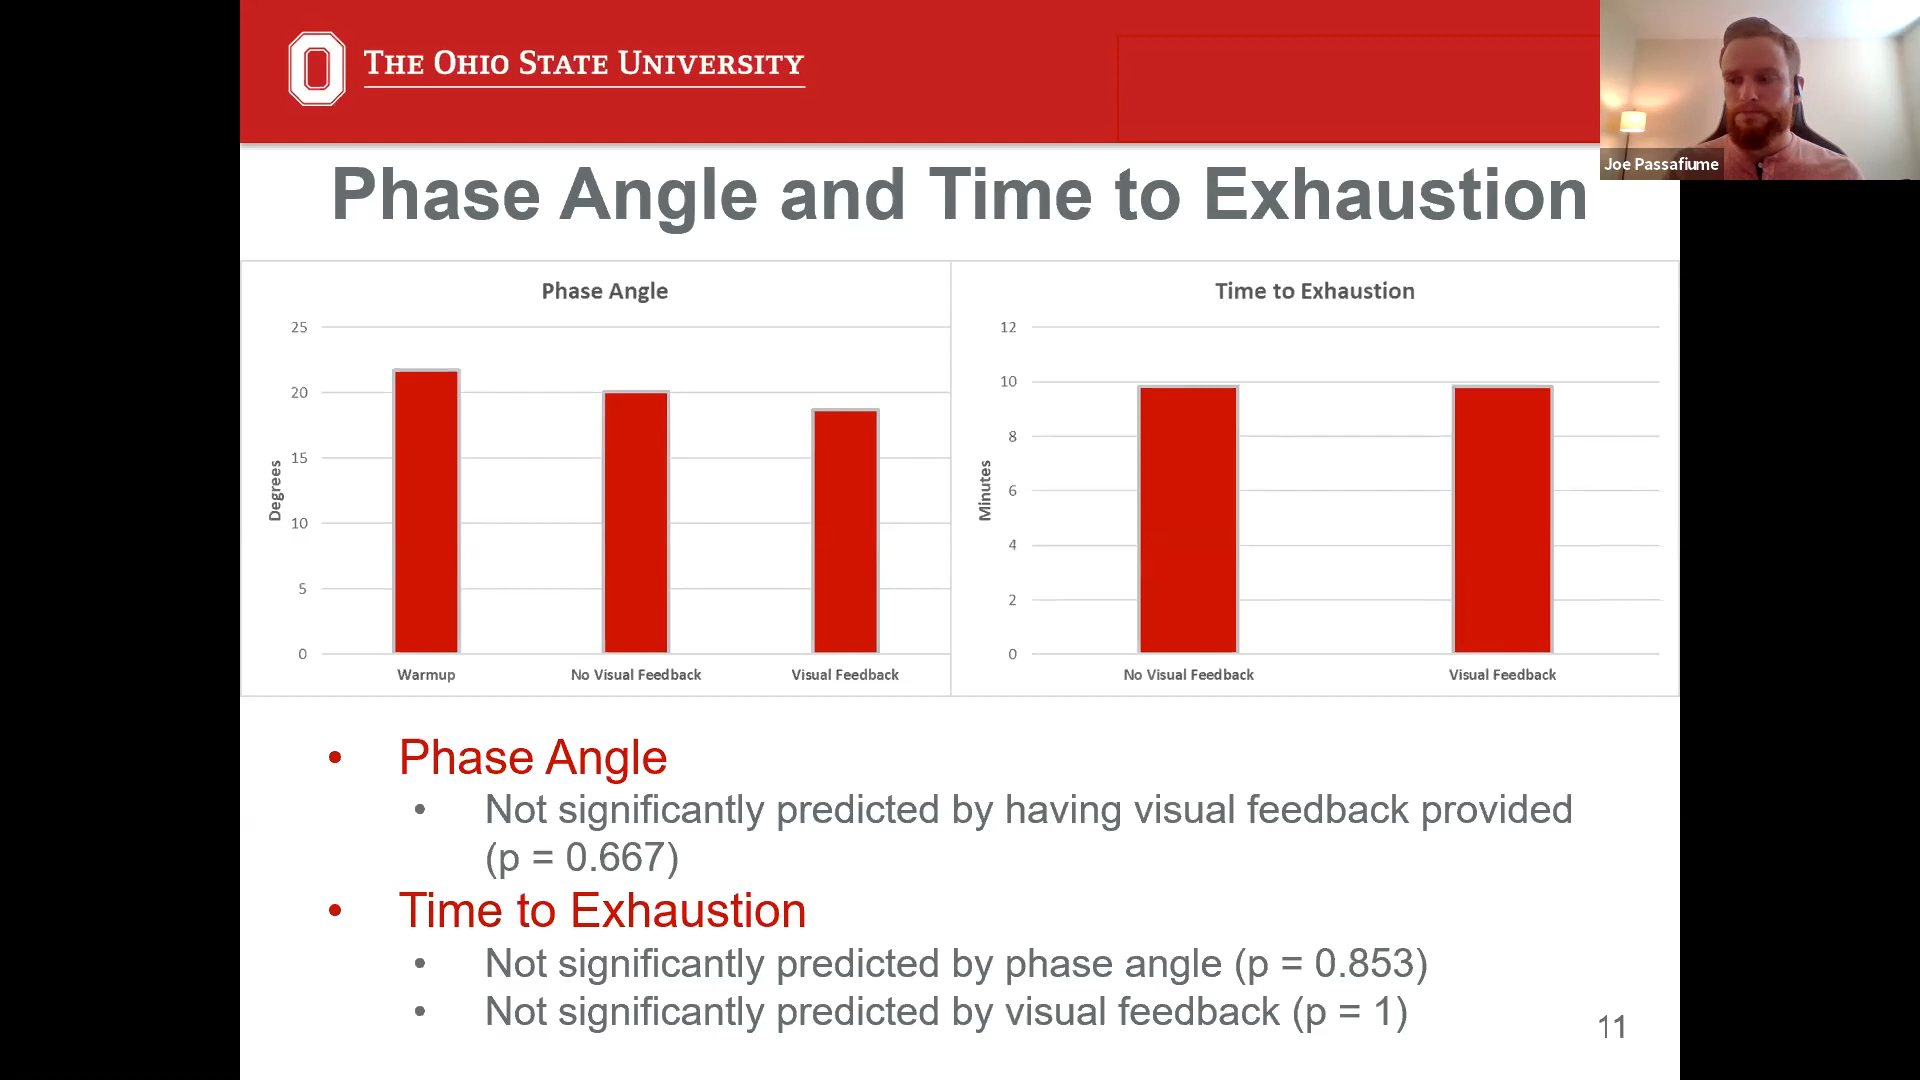 THE OHIO STATE UNIVERSITY
Joe Passafiume
Phase Angle and Time to Exhaustion
Phase Angle
25
20
15
10
5
0
Degrees
Warmup
No Visual Feedback
Visual Feedback
Time to Exhaustion
12
10
8
6
4
2
0
Minutes
No Visual Feedback
Visual Feedback
• Phase Angle
• Not significantly predicted by having visual feedback provided
(p = 0.667)
• Time to Exhaustion
• Not significantly predicted by phase angle (p = 0.853)
• Not significantly predicted by visual feedback (p = 1)
11